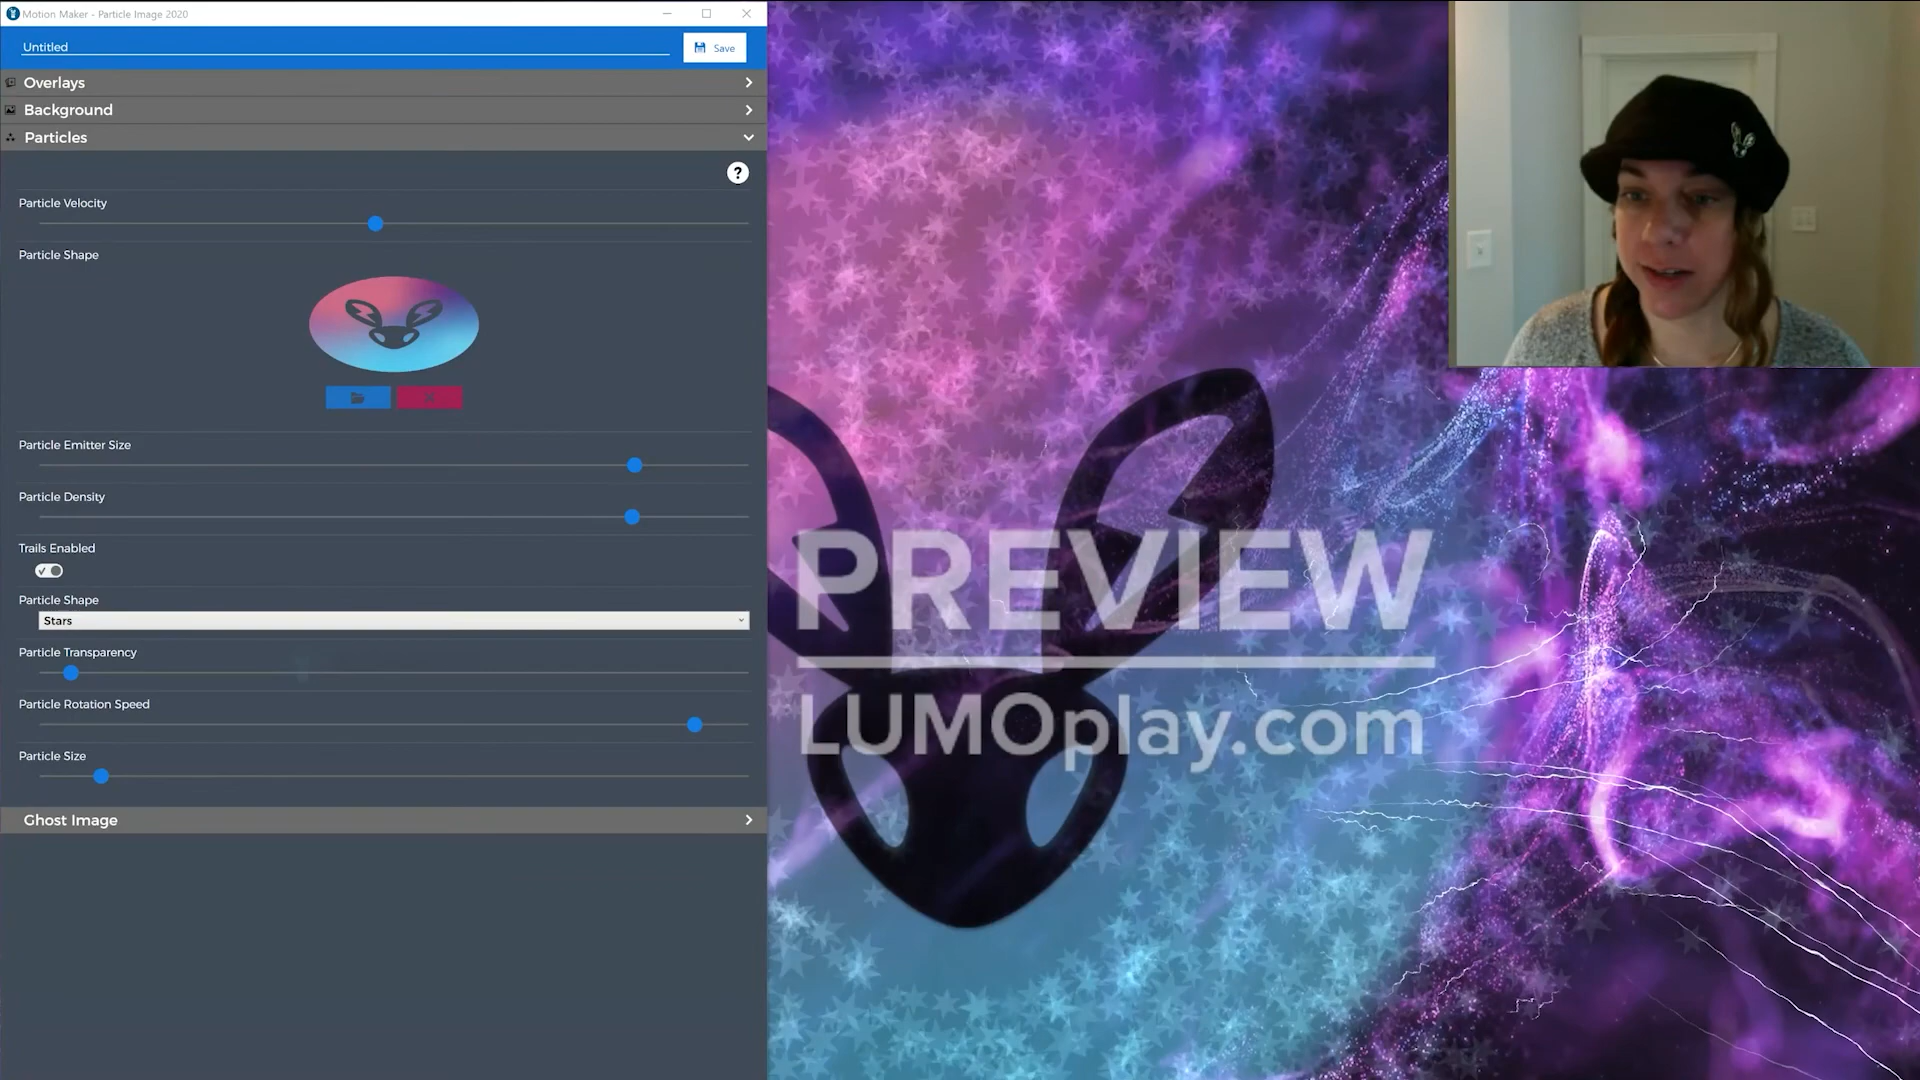 Motion Maker - Particle Image 2020
Untitled
Save
Overlays
Background
Particles
?
Particle Velocity
Particle Shape
Particle Emitter Size
Particle Density
Trails Enabled
Particle Shape
Stars
Particle Transparency
Particle Rotation Speed
Particle Size
Ghost Image
PREVIEW
LUMOplay.com